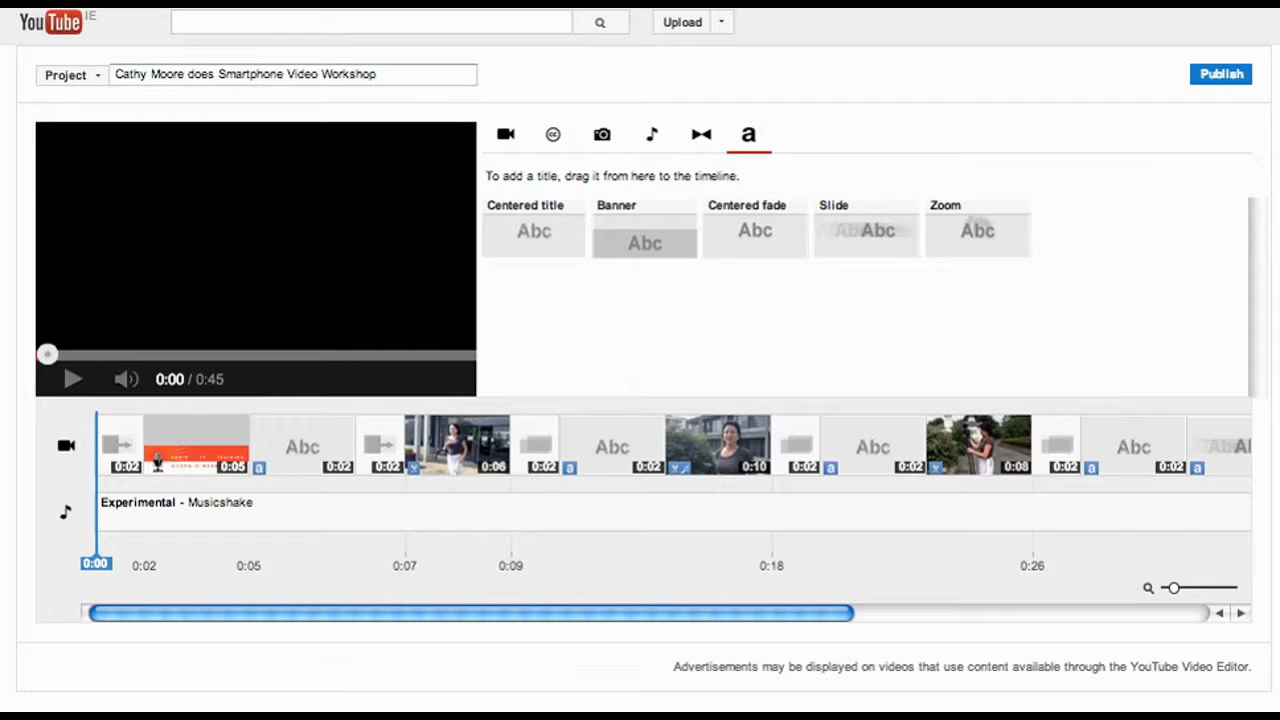 YouTube IE
Upload
Project
Cathy Moore does Smartphone Video Workshop
Publish
cc
a
To add a title, drag it from here to the timeline.
Centered title Banner Centered fade Slide Zoom
Abc Abc Abc Abc Abc
0:00 / 0:45
Abc Abc Abc Abc
0:02 0:05 a 0:02 0:02 0:06 0:02 a 0:02 0:10 0:02 a 0:02 0:08 0:02 a 0:02 a
Experimental - Musicshake
0:00 0:02 0:05 0:07 0:09 0:18 0:26
Advertisements may be displayed on videos that use content available through the YouTube Video Editor.